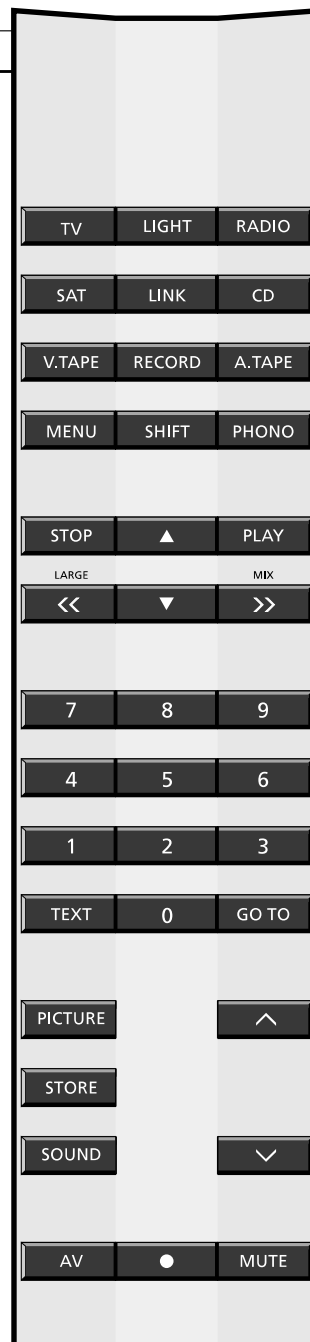 TV LIGHT RADIO
SAT LINK CD
V.TAPE RECORD A.TAPE
MENU SHIFT PHONO
STOP ▲ PLAY
LARGE MIX
<< ▼ >>
7 8 9
4 5 6
1 2 3
TEXT 0 GO TO
PICTURE
STORE
SOUND
AV ● MUTE